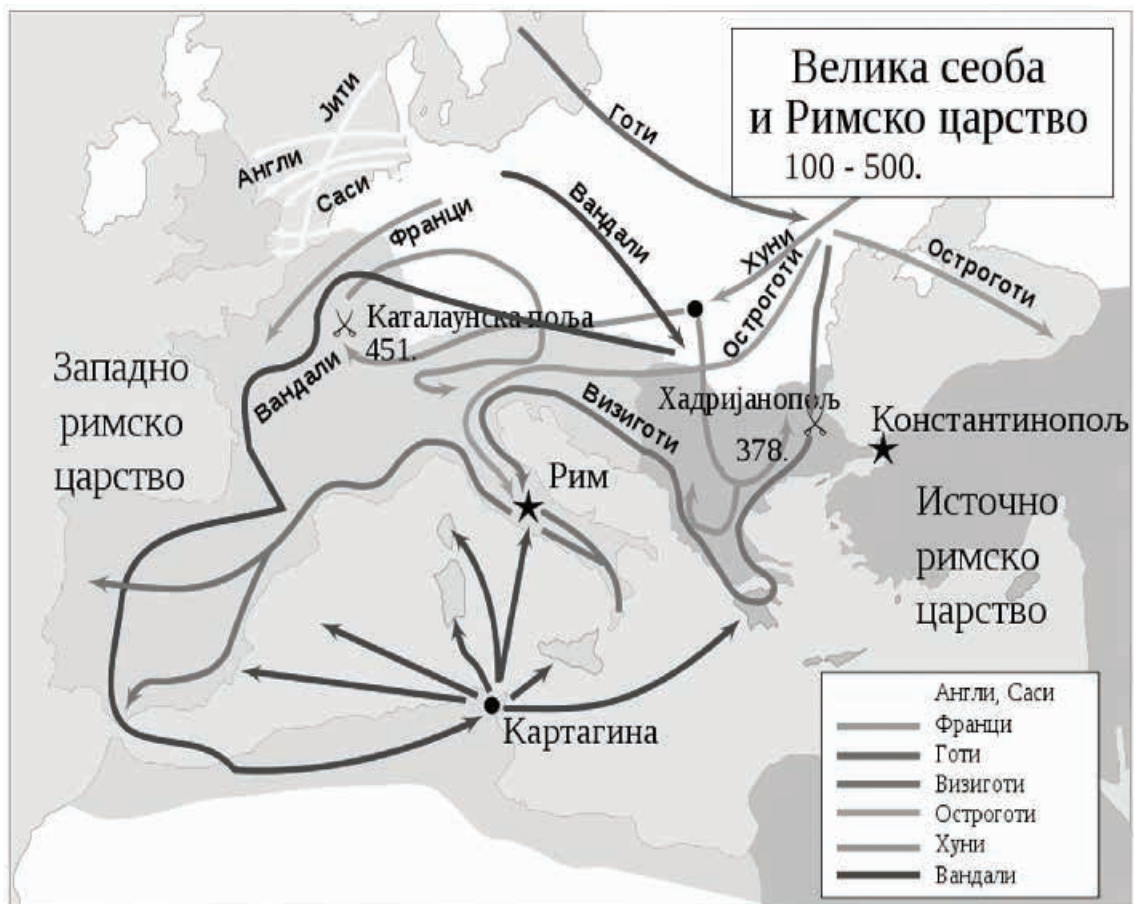 Велика сеоба
и Римско царство
100 - 500.
Јити
Англи
Саси
Франци
Готи
Вандали
Хуни
Остроготи
Остроготи
Каталаунска поља
451.
Вандали
Западно
римско
царство
Визиготи
Хадријанопољ
378.
Константинопољ
Рим
Источно
римско
царство
Картагина
Англи, Саси
Франци
Готи
Визиготи
Остроготи
Хуни
Вандали